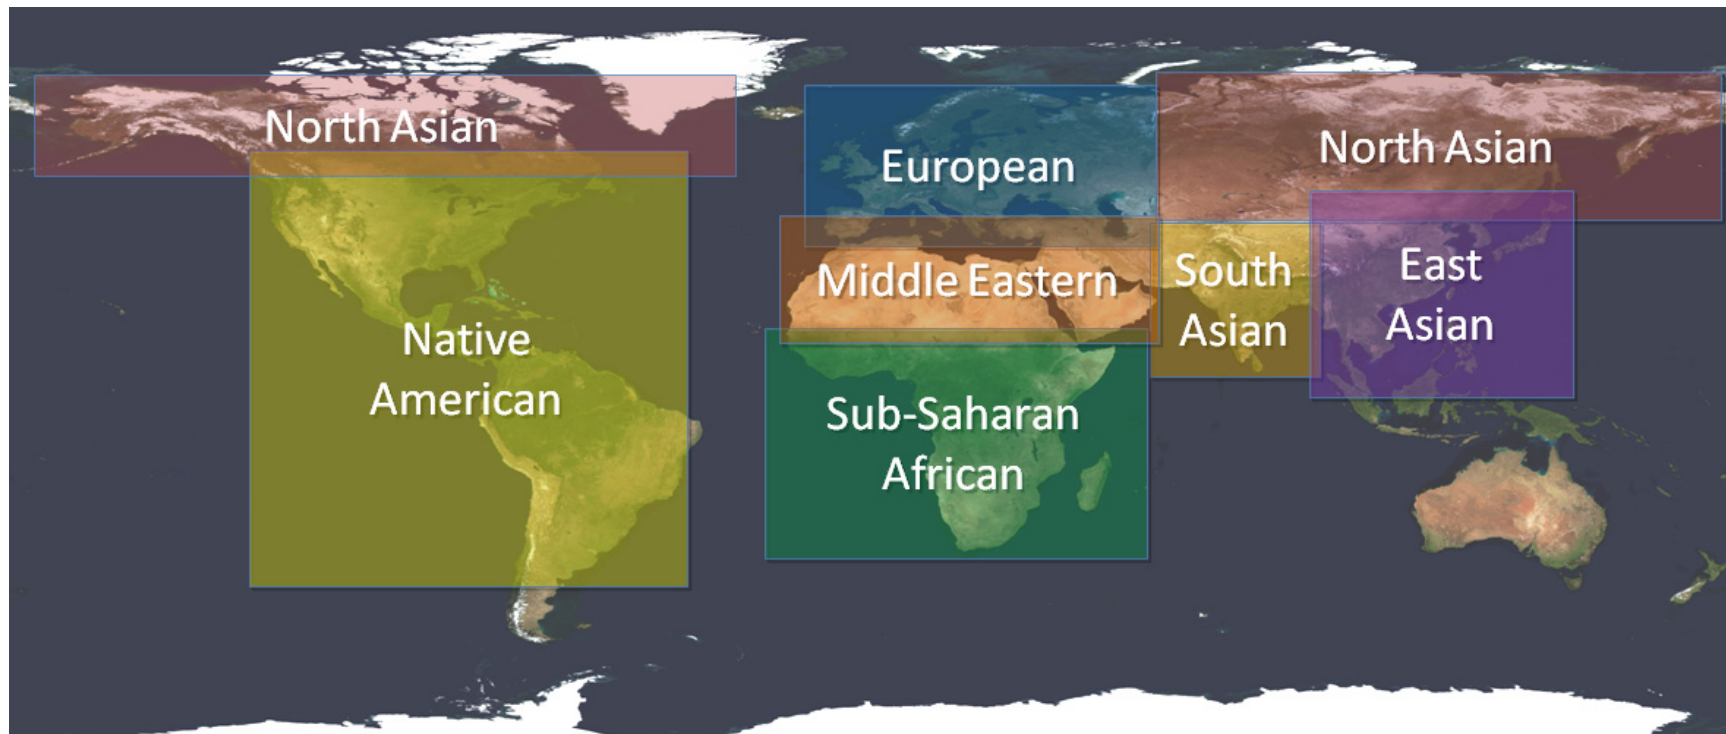 North Asian
European
North Asian
Middle Eastern
South
Asian
East
Asian
Native
American
Sub-Saharan
African